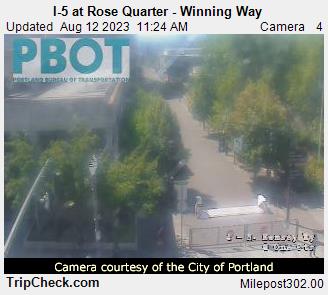 I-5 at Rose Quarter - Winning Way
Updated Aug 12 2023 11:24 AM Camera 4
PBOT
PORTLAND BUREAU OF TRANSPORTATION
Camera courtesy of the City of Portland
TripCheck.com Milepost302.00